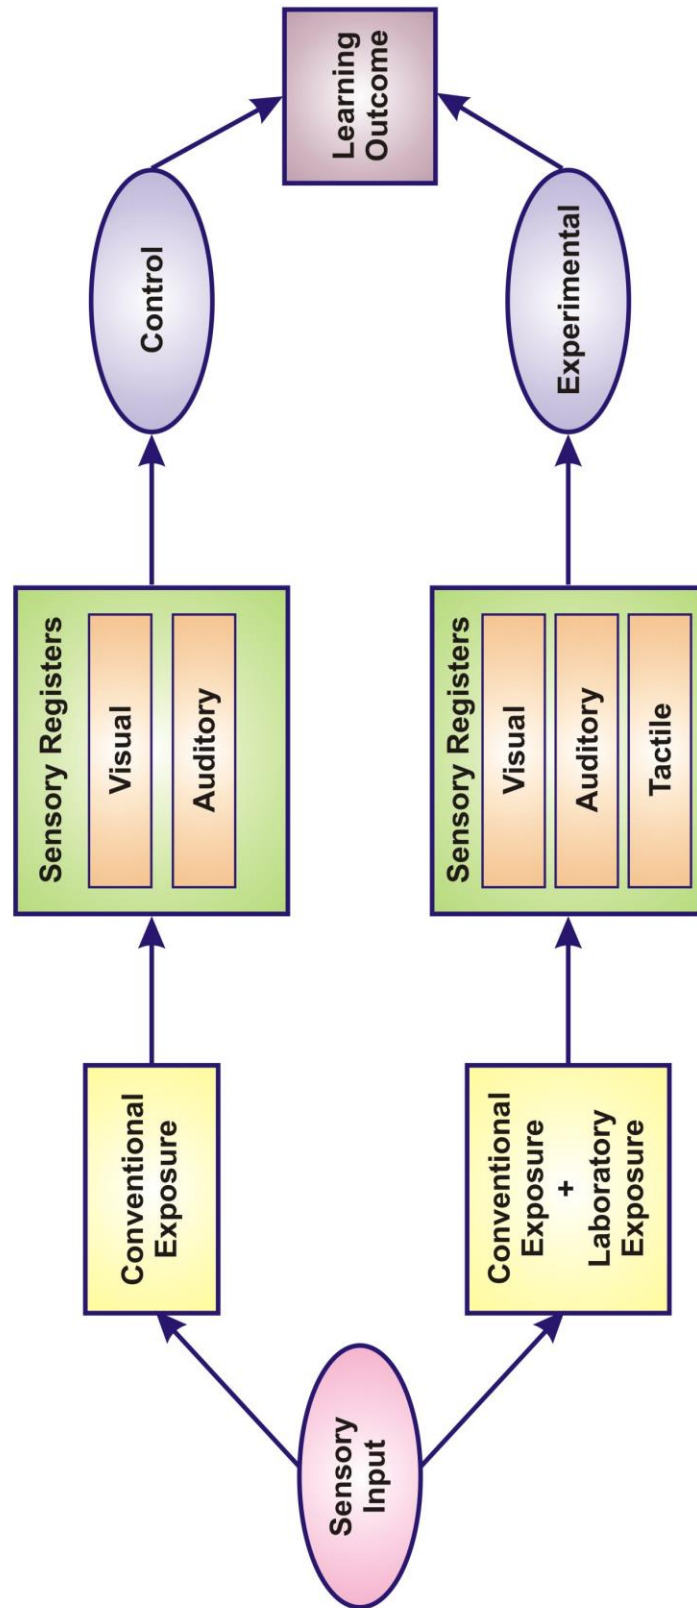 Sensory
Input
Conventional
Exposure
Sensory Registers
Visual
Auditory
Control
Conventional
Exposure
+
Laboratory
Exposure
Sensory Registers
Visual
Auditory
Tactile
Experimental
Learning
Outcome